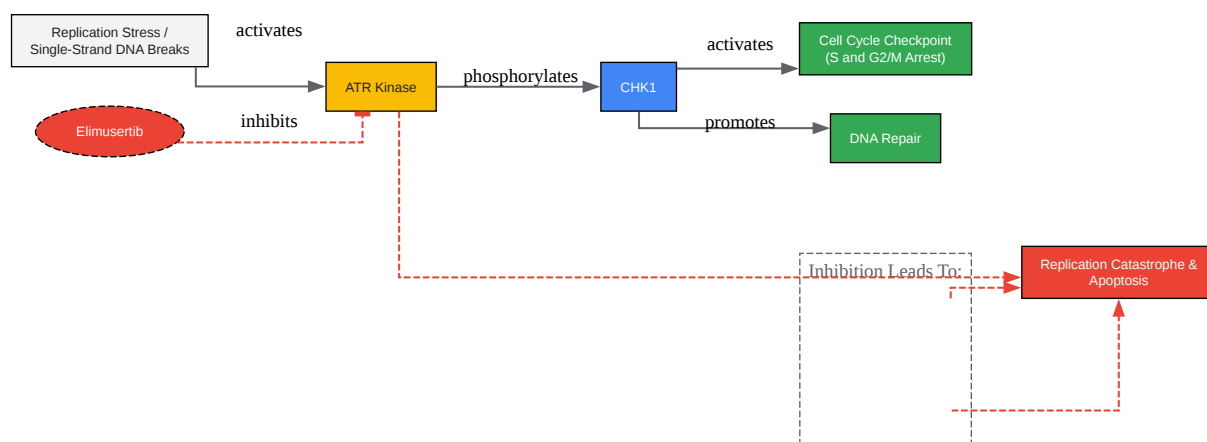 Replication Stress /
Single-Strand DNA Breaks
activates
ATR Kinase
phosphorylates
CHK1
activates
Cell Cycle Checkpoint
(S and G2/M Arrest)
Elimusertib
inhibits
promotes
DNA Repair
Inhibition Leads To:
Replication Catastrophe &
Apoptosis